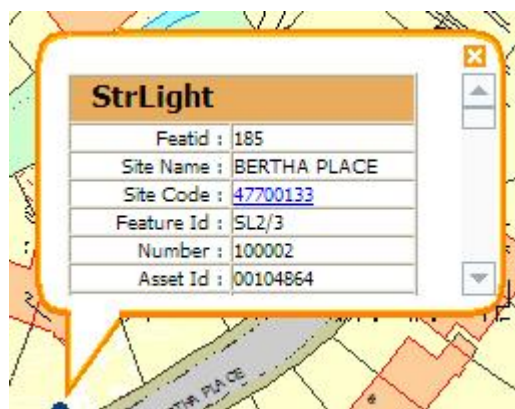 StrLight
Featid : 185
Site Name : BERTHA PLACE
Site Code : 47700133
Feature Id : SL2/3
Number : 100002
Asset Id : 00104864
PLACE